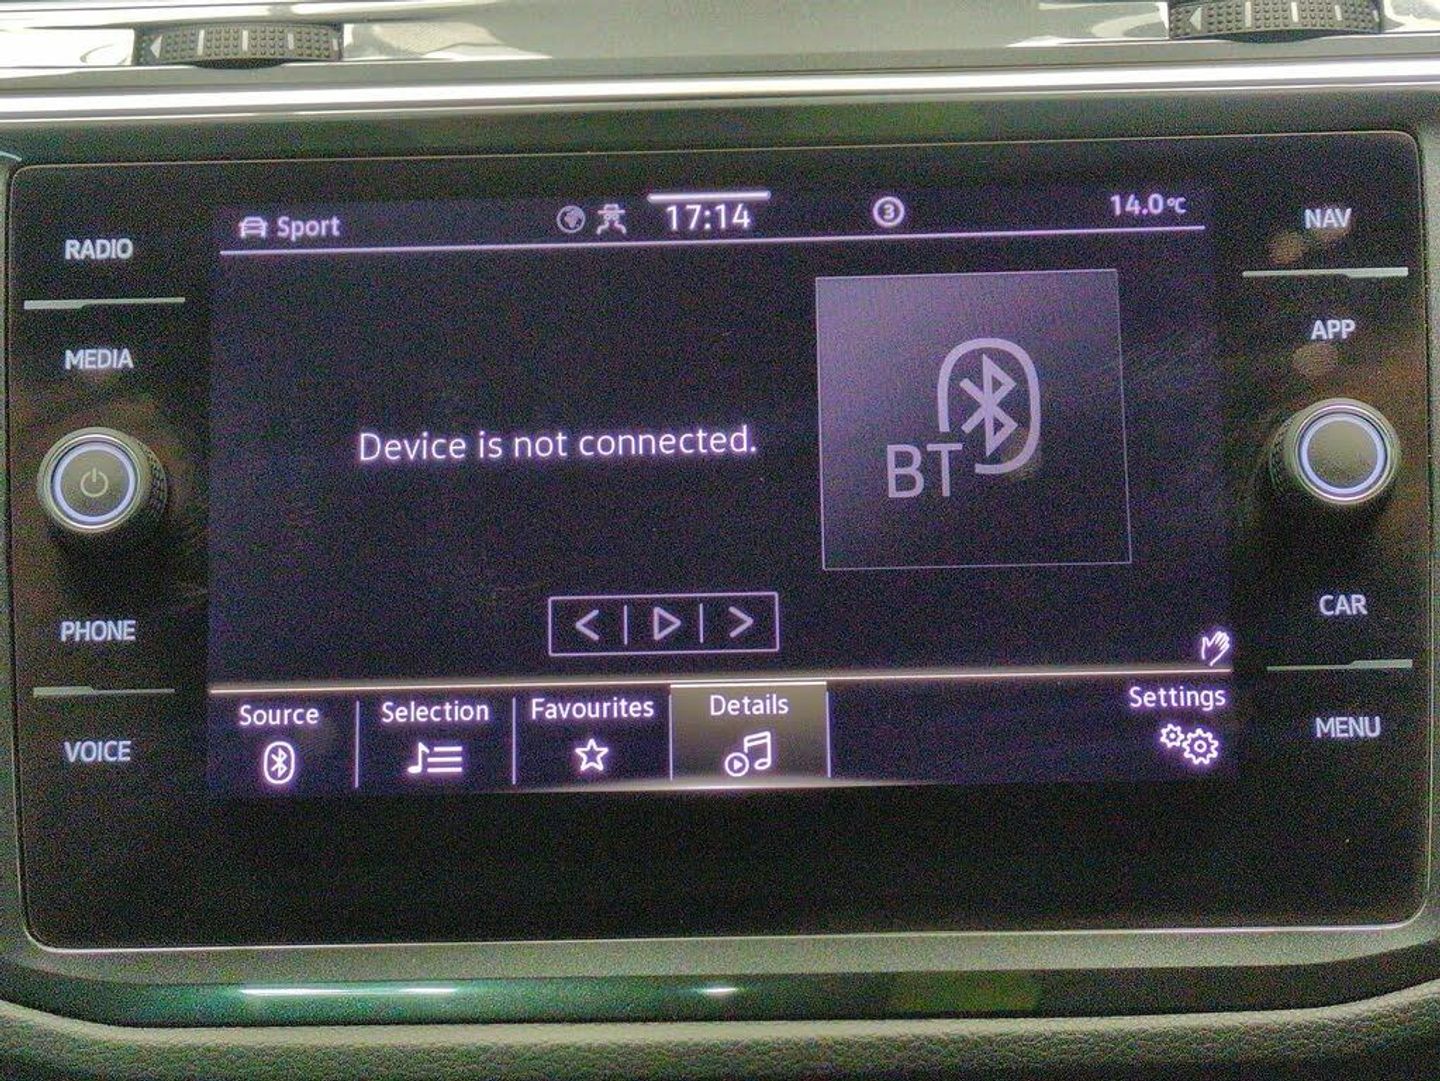 Sport 17:14 3 14.0°C
RADIO
MEDIA
PHONE
VOICE
Device is not connected.
BT
Source Selection Favourites Details Settings
NAV
APP
CAR
MENU